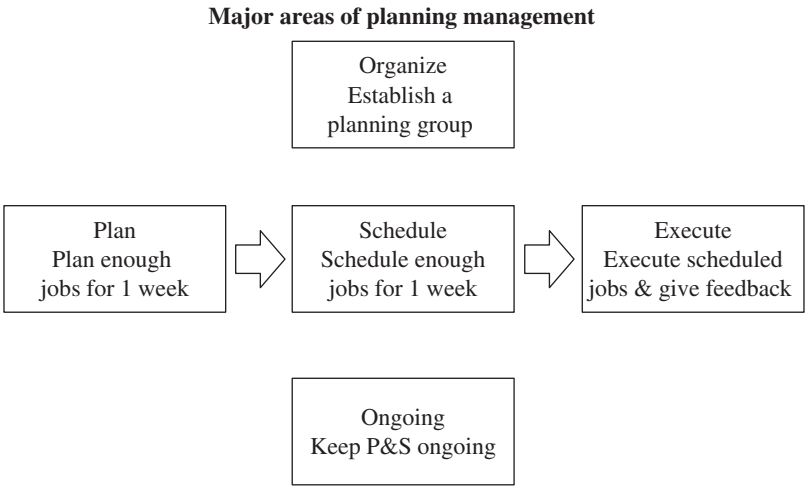 Major areas of planning management
Organize
Establish a
planning group
Plan
Plan enough
jobs for 1 week
Schedule
Schedule enough
jobs for 1 week
Execute
Execute scheduled
jobs & give feedback
Ongoing
Keep P&S ongoing